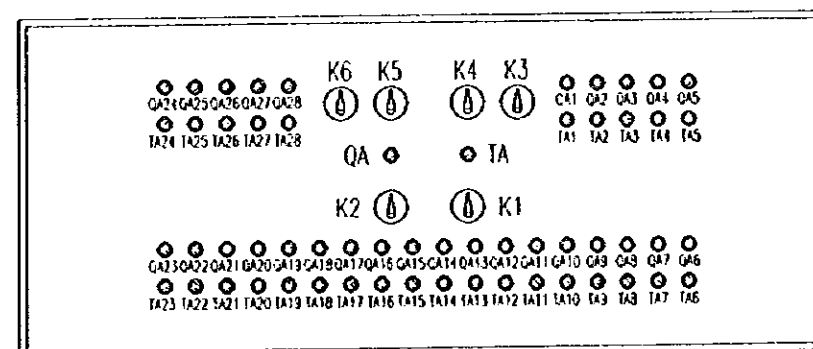 K6 K5 K4 K3
QA24 QA25 QA26 QA27 QA28 QA1 QA2 QA3 QA4 QA5
TA24 TA25 TA26 TA27 TA28 TA1 TA2 TA3 TA4 TA5
QA TA
K2 K1
QA23 QA22 QA21 QA20 QA19 QA18 QA17 QA16 QA15 QA14 QA13 QA12 QA11 QA10 QA9 QA8 QA7 QA6
TA23 TA22 TA21 TA20 TA19 TA18 TA17 TA16 TA15 TA14 TA13 TA12 TA11 TA10 TA9 TA8 TA7 TA6